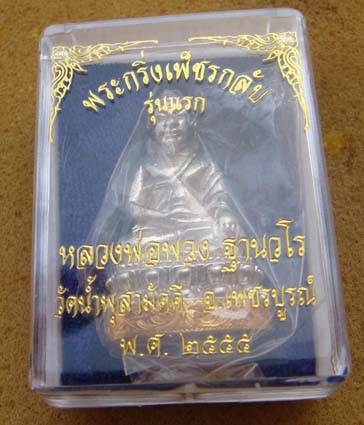 พระกริ่งเพ็ชรกลับ
รุ่นแรก
หลวงพ่อพวง ฐานวโร
วัดน้ำพุสามัคคี จ.เพชรบูรณ์
พ.ศ. ๒๕๕๕